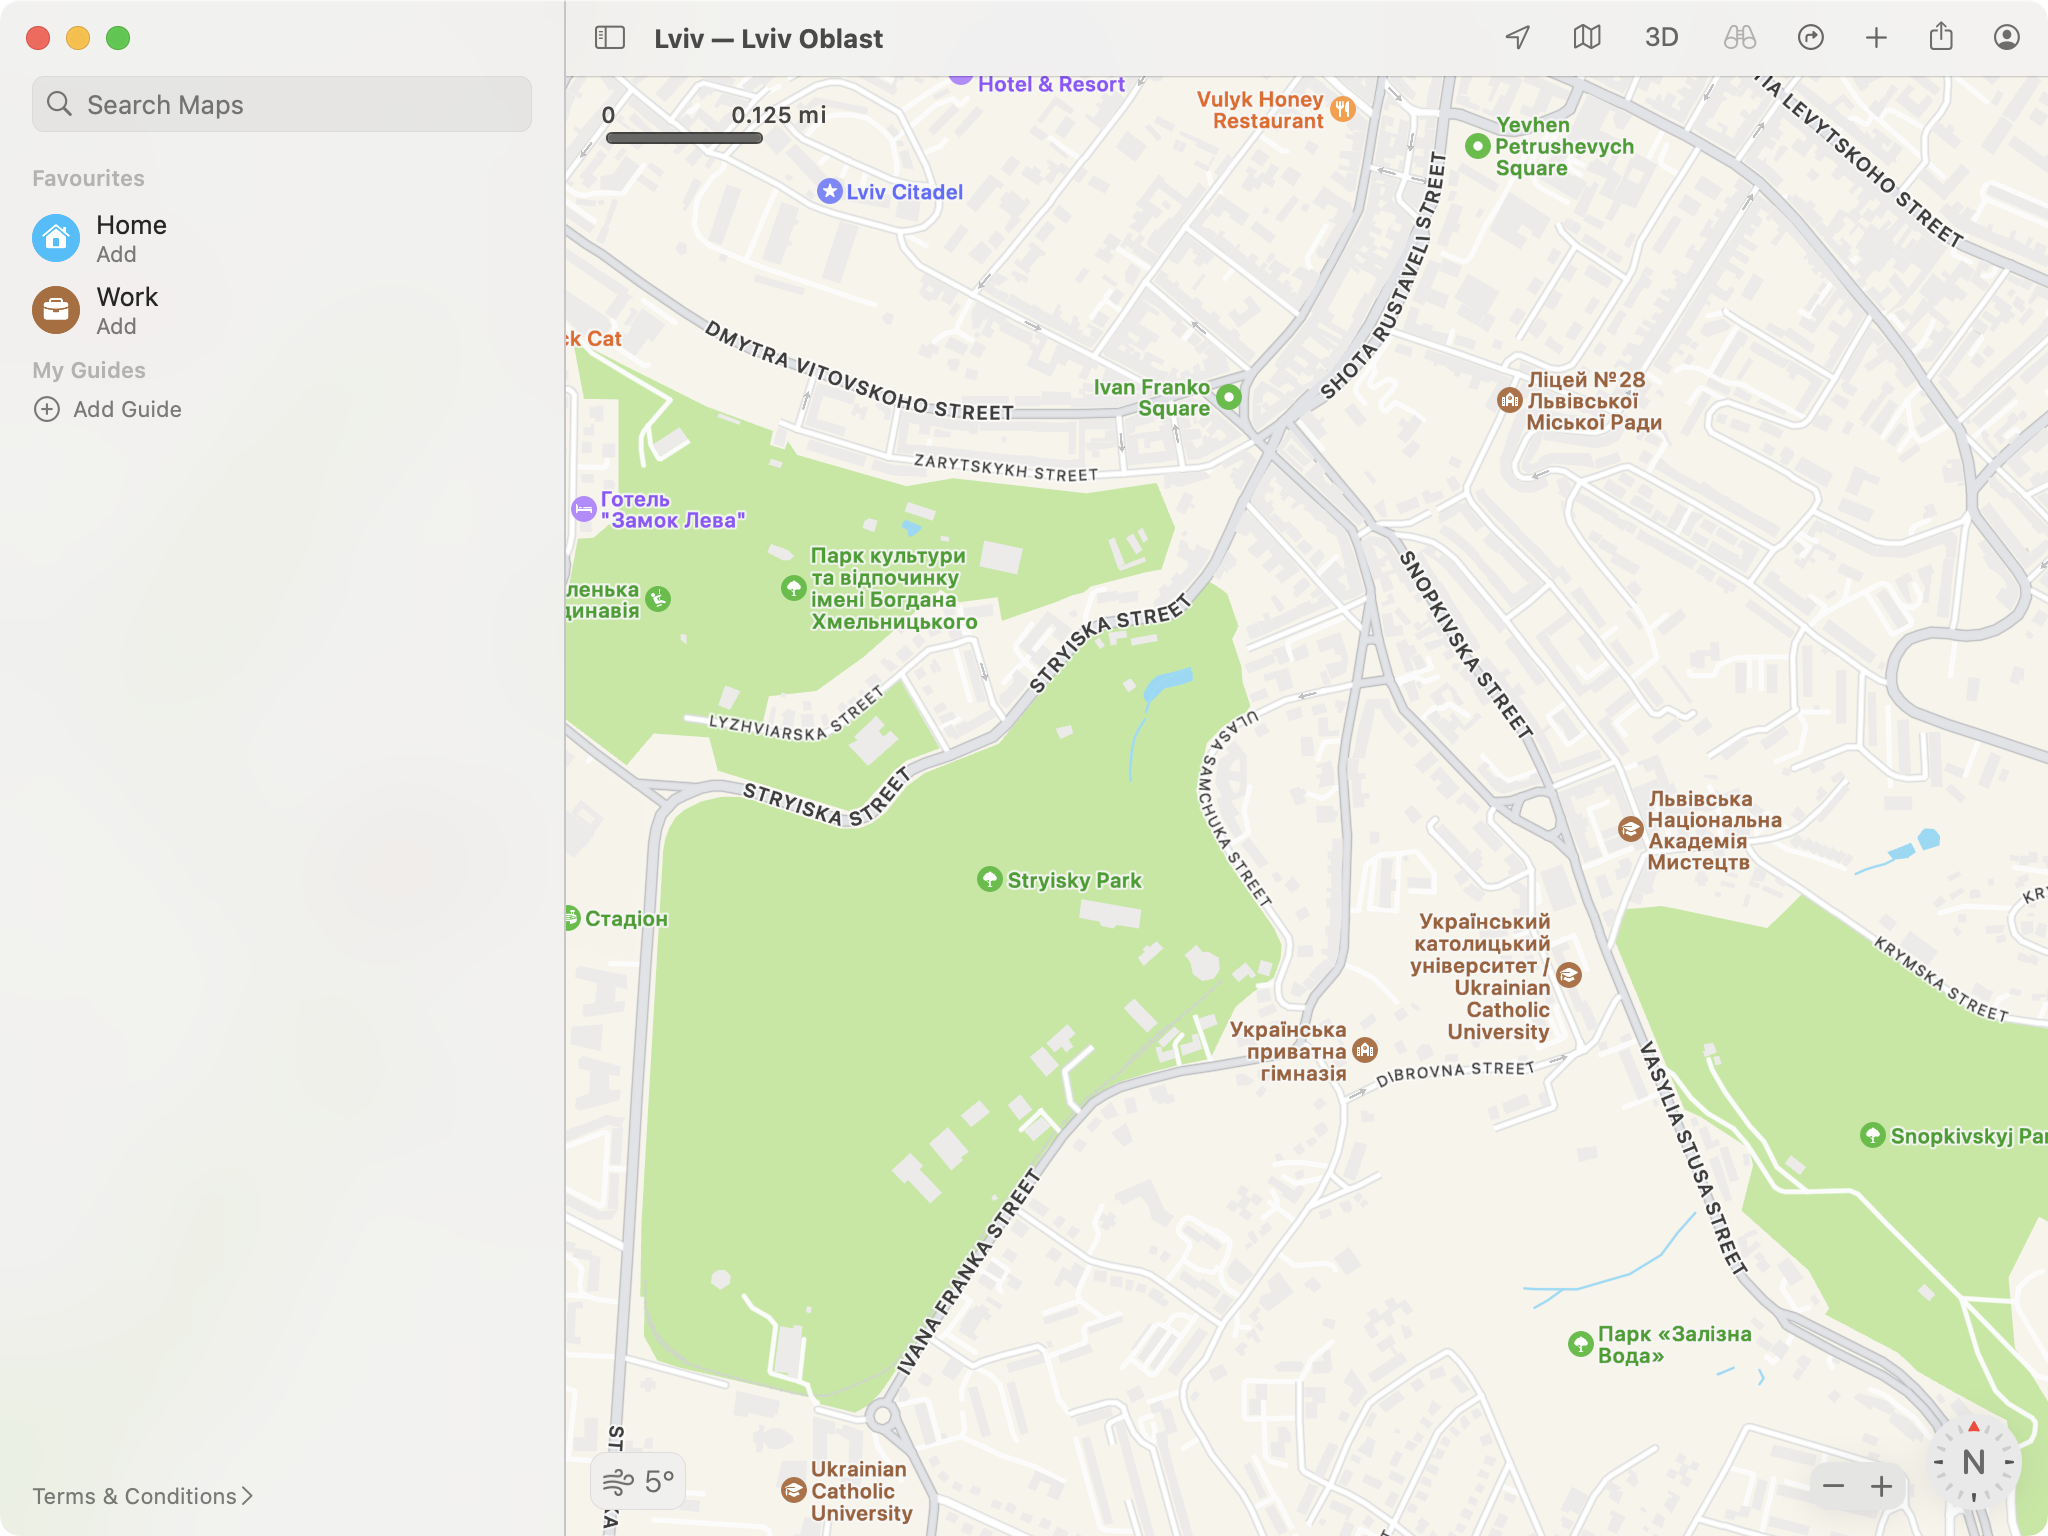 Lviv — Lviv Oblast
3D
Search Maps
Favourites
Home
Add
Work
Add
My Guides
Add Guide
Terms & Conditions
0
0.125 mi
Hotel & Resort
Vulyk Honey
Restaurant
Yevhen
Petrushevych
Square
LEVYTSKOHO STREET
Lviv Citadel
SHOTA RUSTAVELI STREET
ck Cat
DMYTRA VITOVSKOHO STREET
Ivan Franko
Square
Ліцей №28
Львівської
Міської Ради
ZARYTSKYKH STREET
Готель
"Замок Лева"
Парк культури
та відпочинку
імені Богдана
Хмельницького
ленька
динавія
STRYISKA STREET
SNOPKIVSKA STREET
LYZHVIARSKA STREET
ULASA SAMCHUKA STREET
STRYISKA STREET
Львівська
Національна
Академія
Мистецтв
Stryisky Park
Стадіон
KRY
KRYMSKA STREET
Український
католицький
університет /
Ukrainian
Catholic
University
Українська
приватна
гімназія
DIBROVNA STREET
VASYLIA STUSA STREET
Snopkivskyj Par
IVANA FRANKA STREET
Парк «Залізна
Вода»
ST
KA
5°
Ukrainian
Catholic
University
N